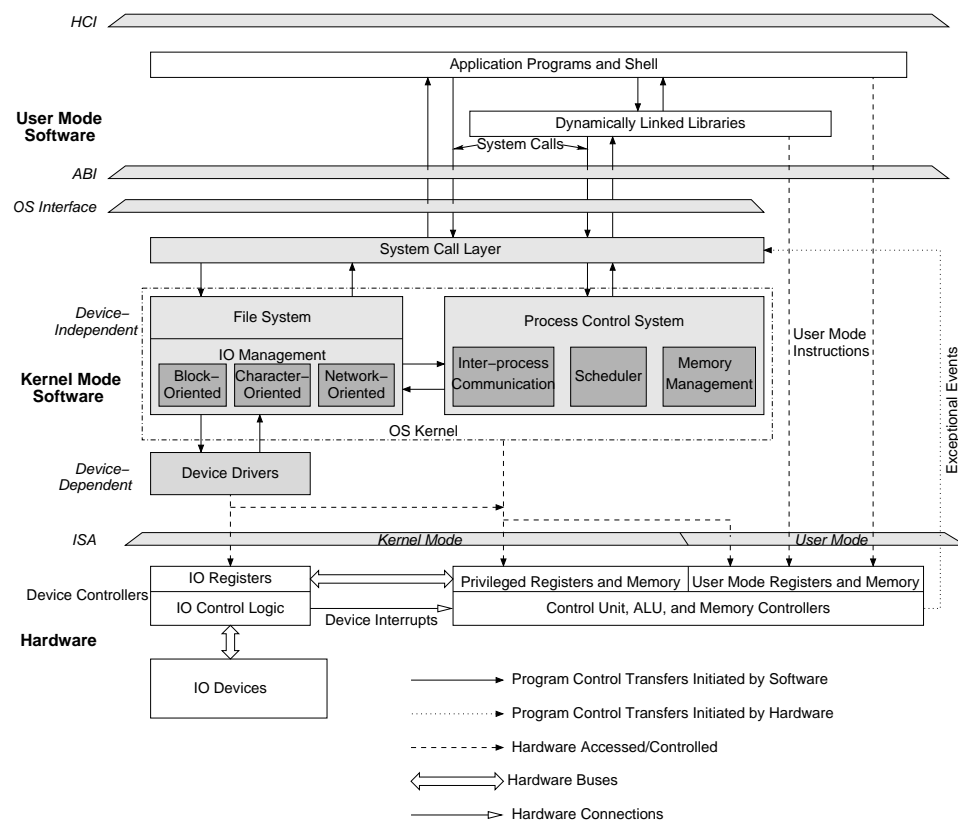 HCI
Application Programs and Shell
User Mode
Software
Dynamically Linked Libraries
System Calls
ABI
OS Interface
System Call Layer
Device–
Independent
File System
Process Control System
IO Management
Block–
Oriented
Character–
Oriented
Network–
Oriented
Inter–process
Communication
Scheduler
Memory
Management
User Mode
Instructions
Exceptional Events
Kernel Mode
Software
OS Kernel
Device–
Dependent
Device Drivers
ISA
Kernel Mode
User Mode
Device Controllers
IO Registers
IO Control Logic
Privileged Registers and Memory
User Mode Registers and Memory
Control Unit, ALU, and Memory Controllers
Device Interrupts
Hardware
IO Devices
Program Control Transfers Initiated by Software
Program Control Transfers Initiated by Hardware
Hardware Accessed/Controlled
Hardware Buses
Hardware Connections